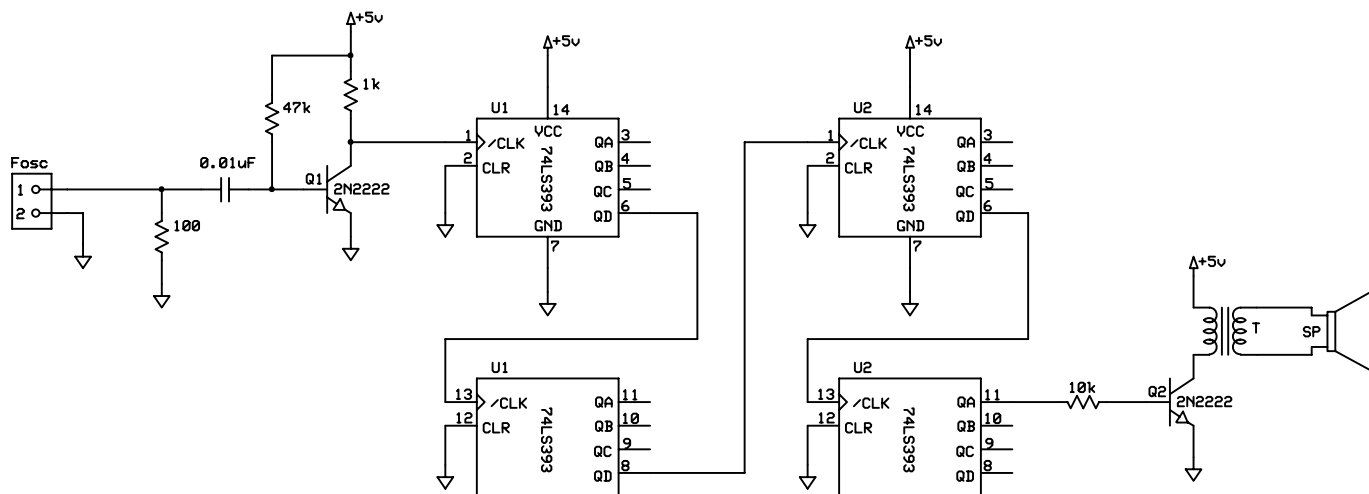 +5v
+5v
+5v
1k
47k
U1
14
U2
14
1
/CLK
VCC
QA
3
1
/CLK
VCC
QA
3
2
CLR
QB
4
2
CLR
QB
4
Fosc
0.01uF
Q1
2N2222
74LS393
QC
5
74LS393
QC
5
1
2
100
GND
QD
6
GND
QD
6
7
7
+5v
T
SP
U1
U2
13
/CLK
QA
11
13
/CLK
QA
11
10k
Q2
2N2222
12
CLR
QB
10
12
CLR
QB
10
74LS393
QC
9
74LS393
QC
9
QD
8
QD
8